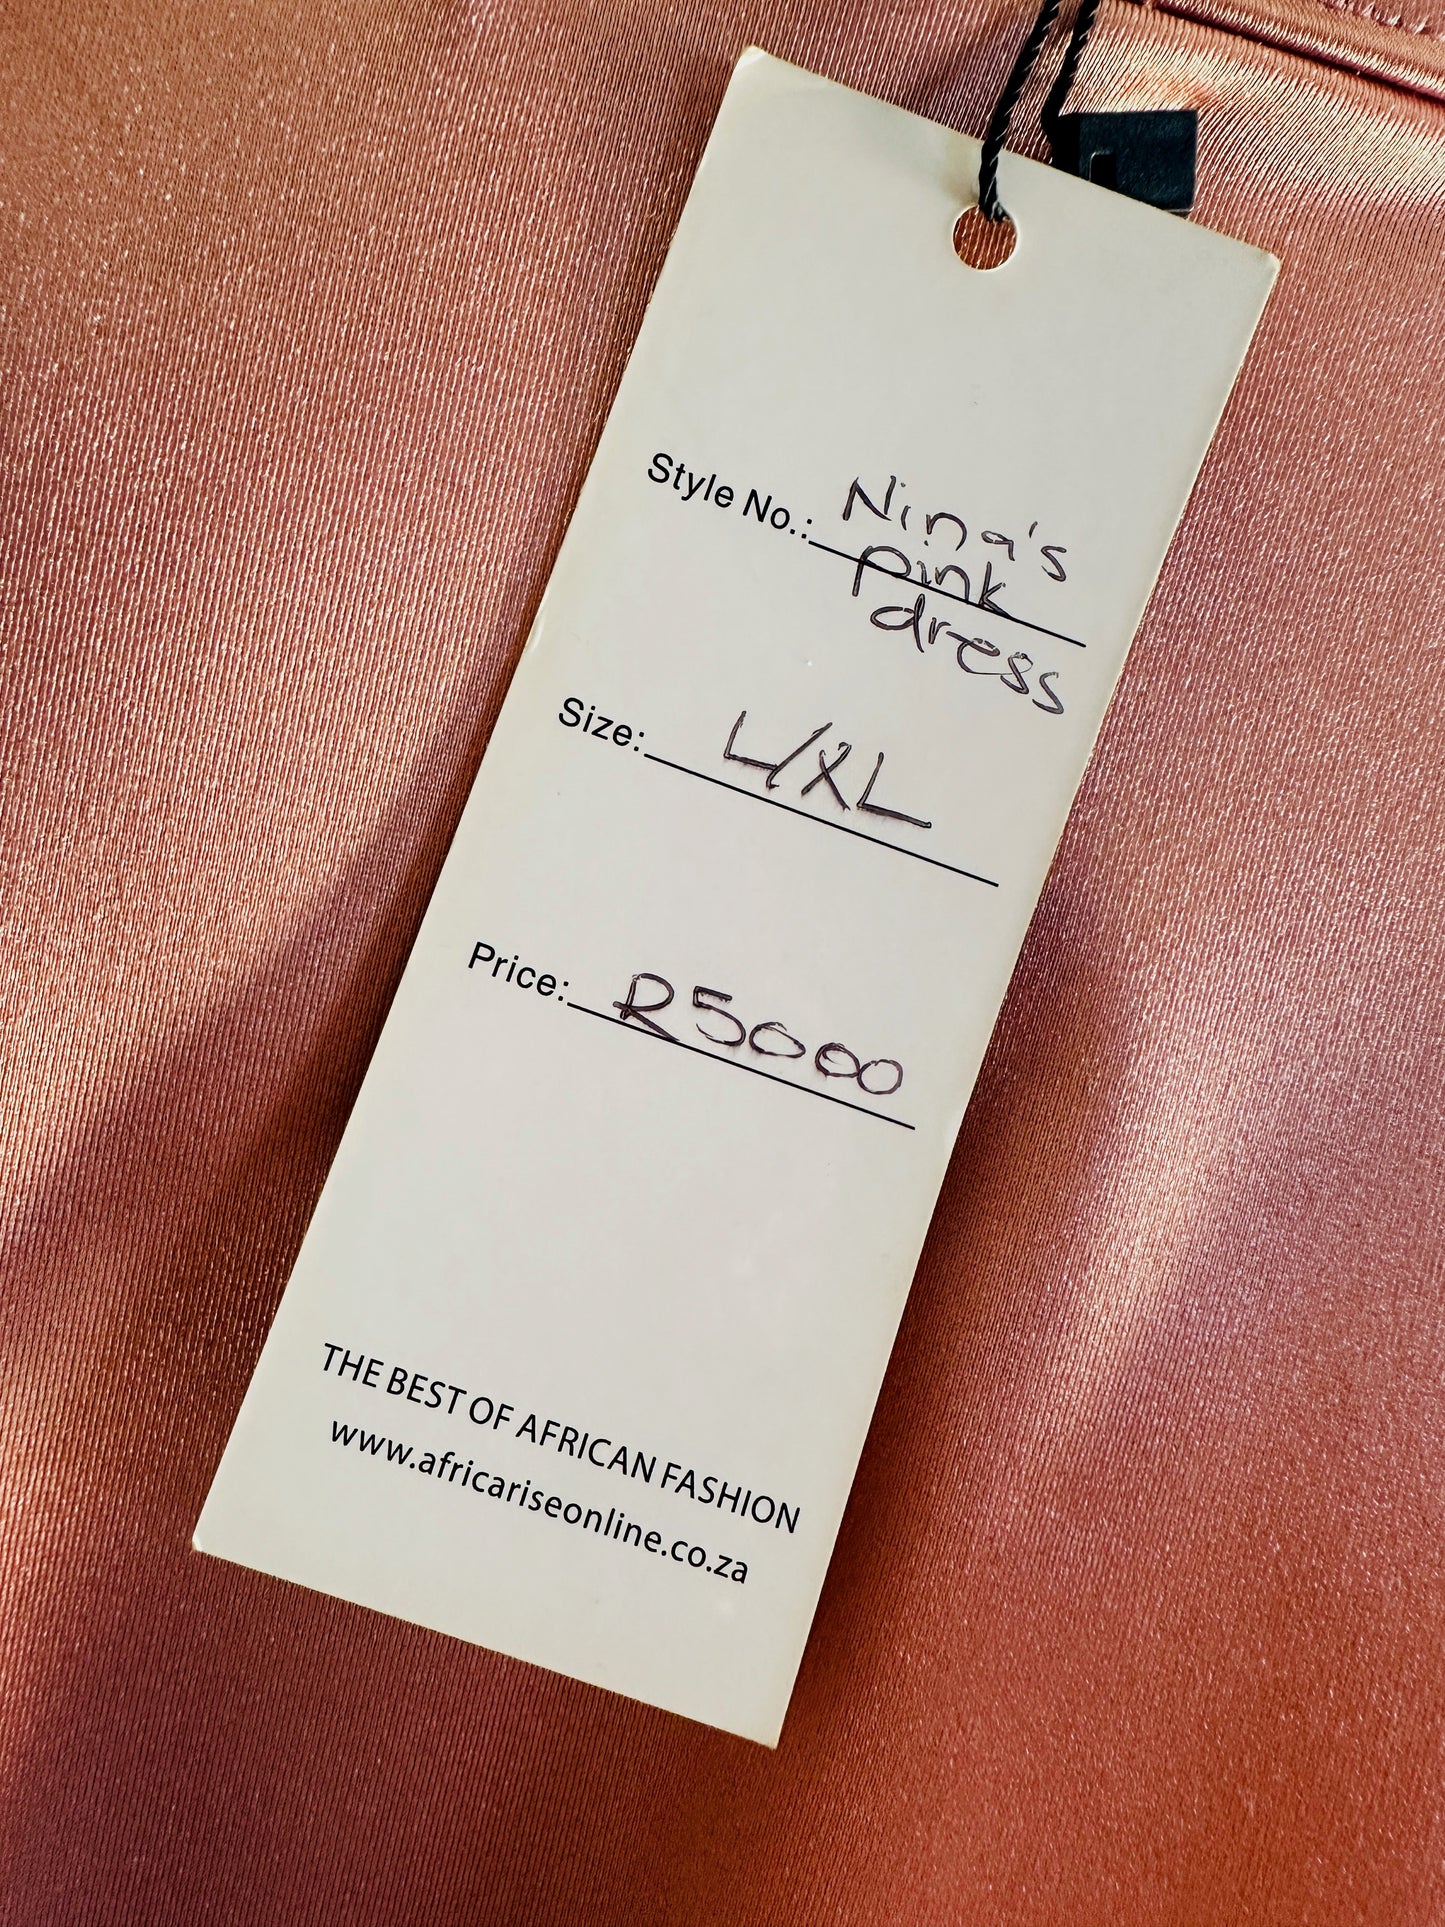 Style No.: Nina's
pink
dress
Size: L/XL
Price: R5000
THE BEST OF AFRICAN FASHION
www.africariseonline.co.za